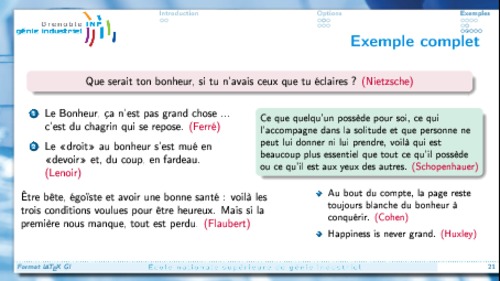 Introduction
Options
Exemples
Grenoble INP
génie industriel
Exemple complet
Que serait ton bonheur, si tu n'avais ceux que tu éclaires ? (Nietzsche)
1 Le Bonheur, ça n'est pas grand chose ...
c'est du chagrin qui se repose. (Ferré)
2 Le «droit» au bonheur s'est mué en
«devoir» et, du coup, en fardeau.
(Lenoir)
Être bête, égoïste et avoir une bonne santé : voilà les
trois conditions voulues pour être heureux. Mais si la
première nous manque, tout est perdu. (Flaubert)
Ce que quelqu'un possède pour soi, ce qui
l'accompagne dans la solitude et que personne ne
peut lui donner ni lui prendre, voilà qui est
beaucoup plus essentiel que tout ce qu'il possède
ou ce qu'il est aux yeux des autres. (Schopenhauer)
Au bout du compte, la page reste
toujours blanche du bonheur à
conquérir. (Cohen)
Happiness is never grand. (Huxley)
Format LATEX GI
École nationale supérieure de génie industriel
21